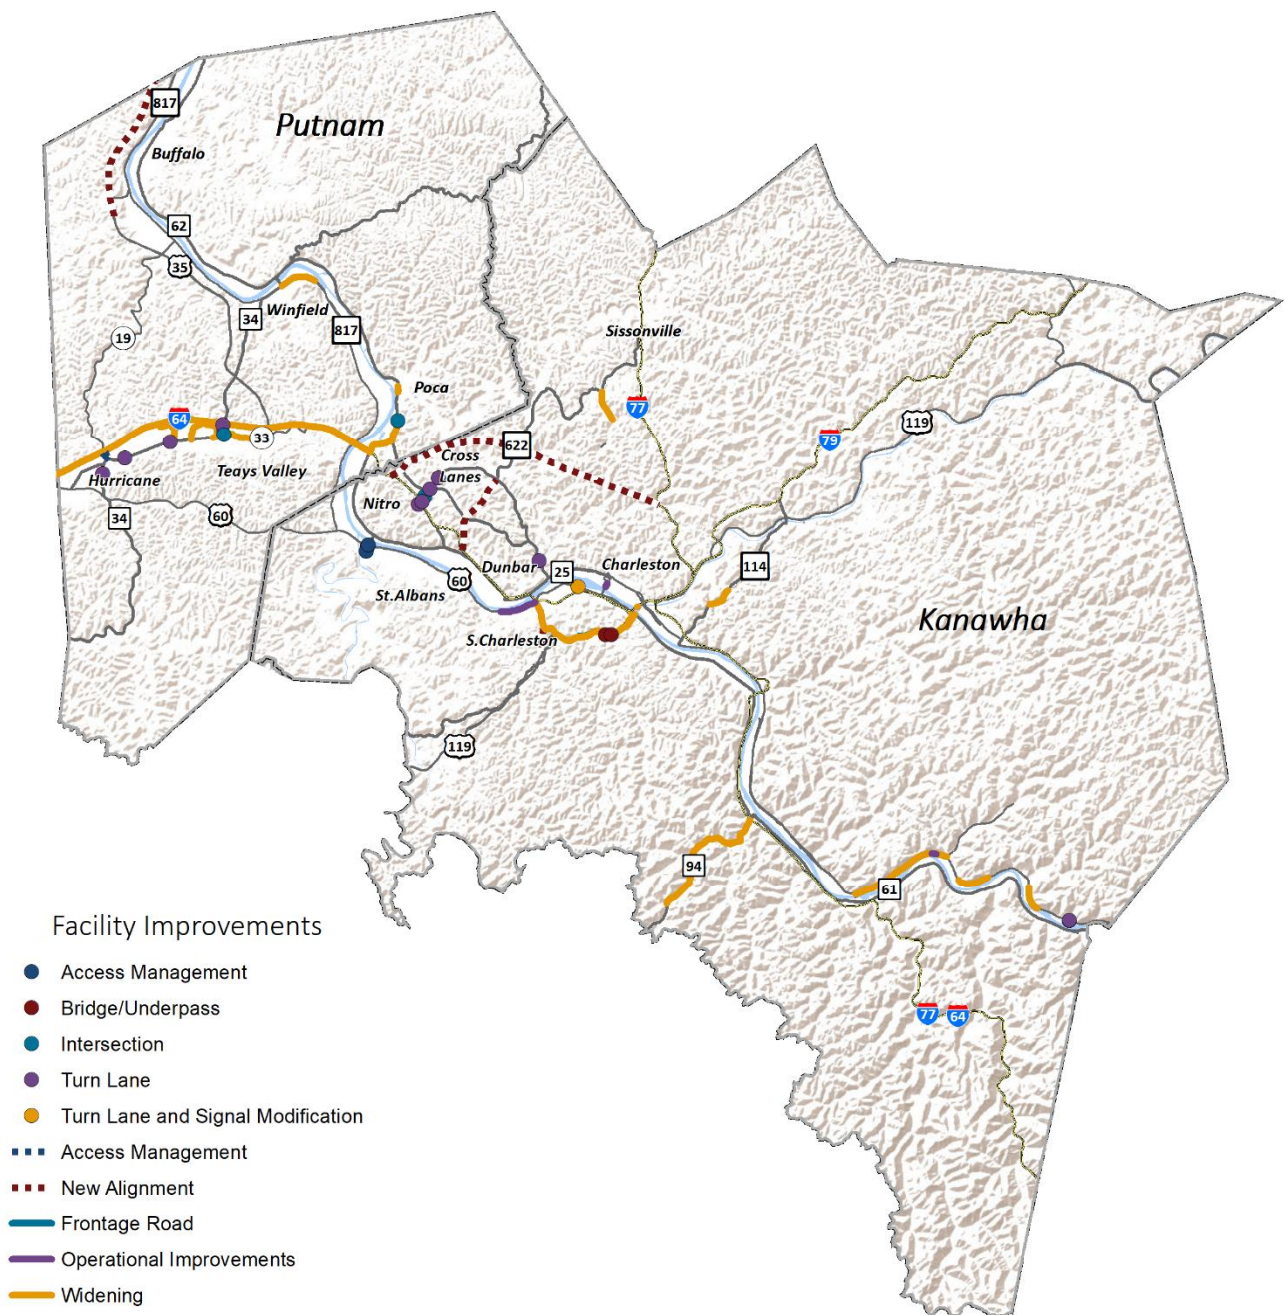 817
Putnam
Buffalo
62
35
34
Winfield
19
817
Sissonville
Poca
77
64
119
79
33
622
Cross
Lanes
Teays Valley
Hurricane
Nitro
34
60
Dunbar
25
Charleston
114
60
St.Albans
S.Charleston
Kanawha
119
94
61
77
64
Facility Improvements
Access Management
Bridge/Underpass
Intersection
Turn Lane
Turn Lane and Signal Modification
Access Management
New Alignment
Frontage Road
Operational Improvements
Widening